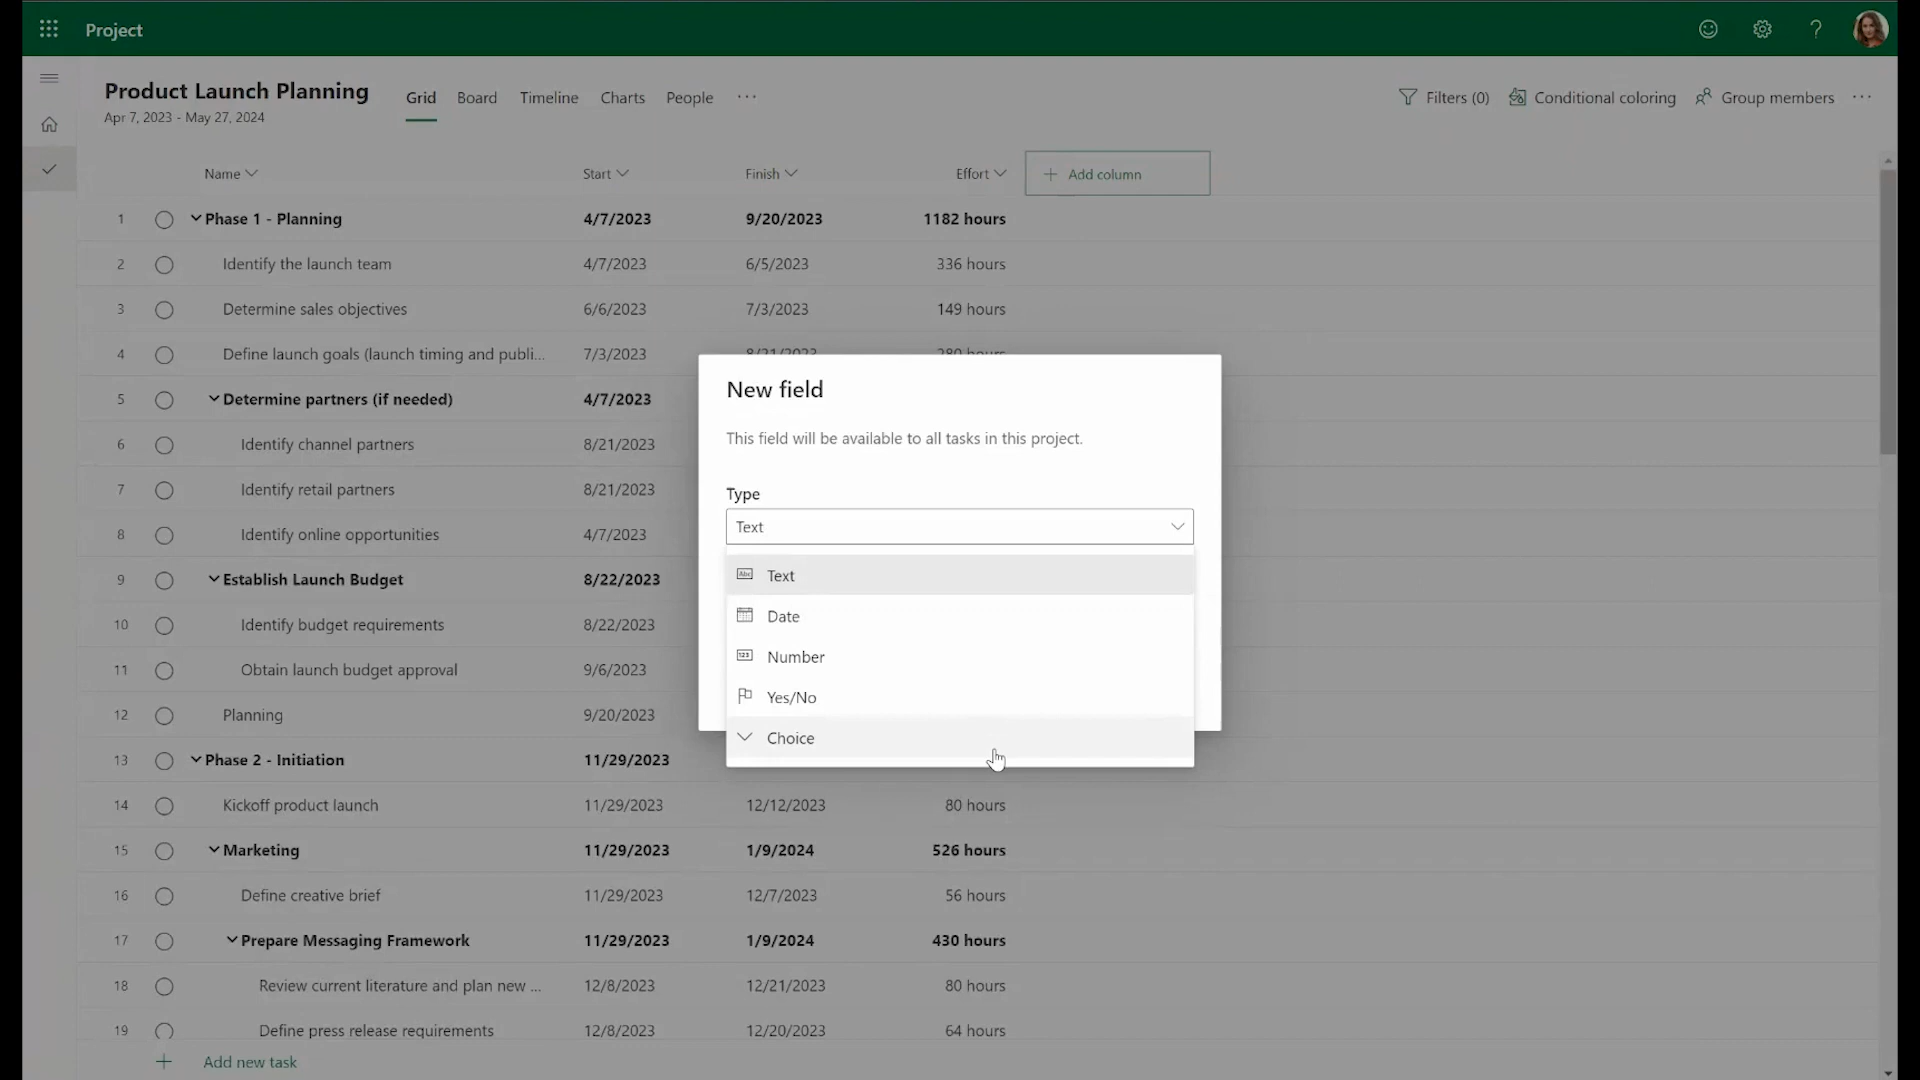 Project
Product Launch Planning
Apr 7, 2023 - May 27, 2024
Grid Board Timeline Charts People ···
Filters (0) Conditional coloring Group members ···
Name Start Finish Effort + Add column
1 Phase 1 - Planning 4/7/2023 9/20/2023 1182 hours
2 Identify the launch team 4/7/2023 6/5/2023 336 hours
3 Determine sales objectives 6/6/2023 7/3/2023 149 hours
4 Define launch goals (launch timing and publi... 7/3/2023 8/21/2023 280 hours
5 Determine partners (if needed) 4/7/2023
6 Identify channel partners 8/21/2023
7 Identify retail partners 8/21/2023
8 Identify online opportunities 4/7/2023
9 Establish Launch Budget 8/22/2023
10 Identify budget requirements 8/22/2023
11 Obtain launch budget approval 9/6/2023
12 Planning 9/20/2023
13 Phase 2 - Initiation 11/29/2023
14 Kickoff product launch 11/29/2023 12/12/2023 80 hours
15 Marketing 11/29/2023 1/9/2024 526 hours
16 Define creative brief 11/29/2023 12/7/2023 56 hours
17 Prepare Messaging Framework 11/29/2023 1/9/2024 430 hours
18 Review current literature and plan new ... 12/8/2023 12/21/2023 80 hours
19 Define press release requirements 12/8/2023 12/20/2023 64 hours
+ Add new task
New field
This field will be available to all tasks in this project.
Type
Text
Abc Text
Date
123 Number
Yes/No
Choice